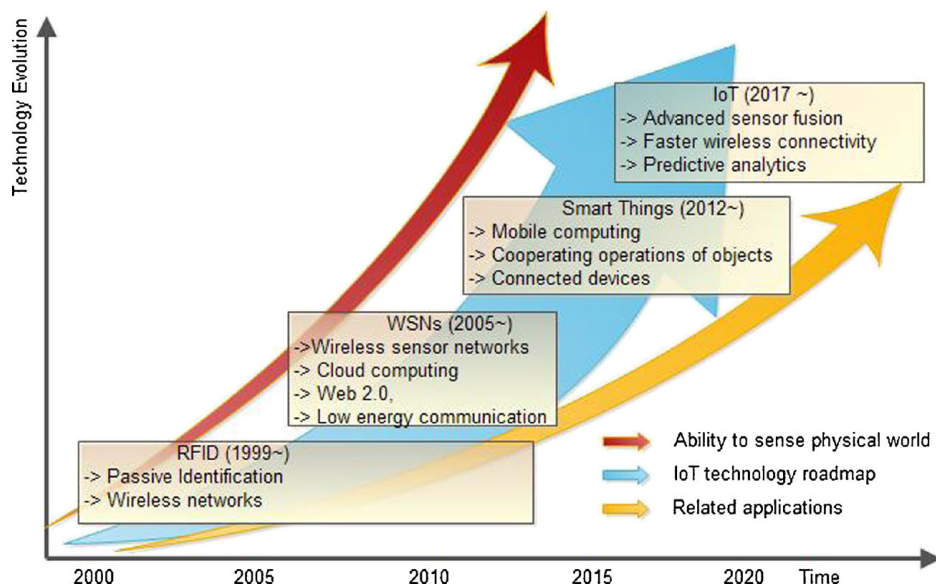 Technology Evolution
IoT (2017 ~)
-> Advanced sensor fusion
-> Faster wireless connectivity
-> Predictive analytics
Smart Things (2012~)
-> Mobile computing
-> Cooperating operations of objects
-> Connected devices
WSNs (2005~)
->Wireless sensor networks
-> Cloud computing
-> Web 2.0,
-> Low energy communication
RFID (1999~)
-> Passive Identification
-> Wireless networks
Ability to sense physical world
IoT technology roadmap
Related applications
2000 2005 2010 2015 2020 Time